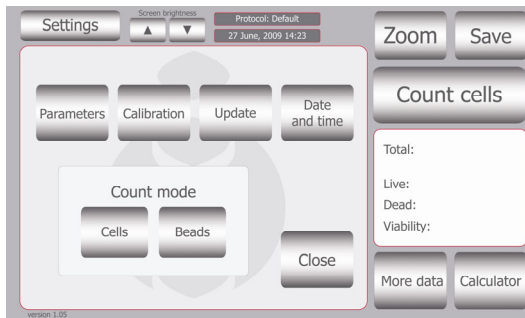 Settings
Screen brightness
Protocol: Default
27 June, 2009 14:23
Zoom
Save
Parameters
Calibration
Update
Date
and time
Count cells
Count mode
Cells
Beads
Close
Total:
Live:
Dead:
Viability:
More data
Calculator
version 1.05